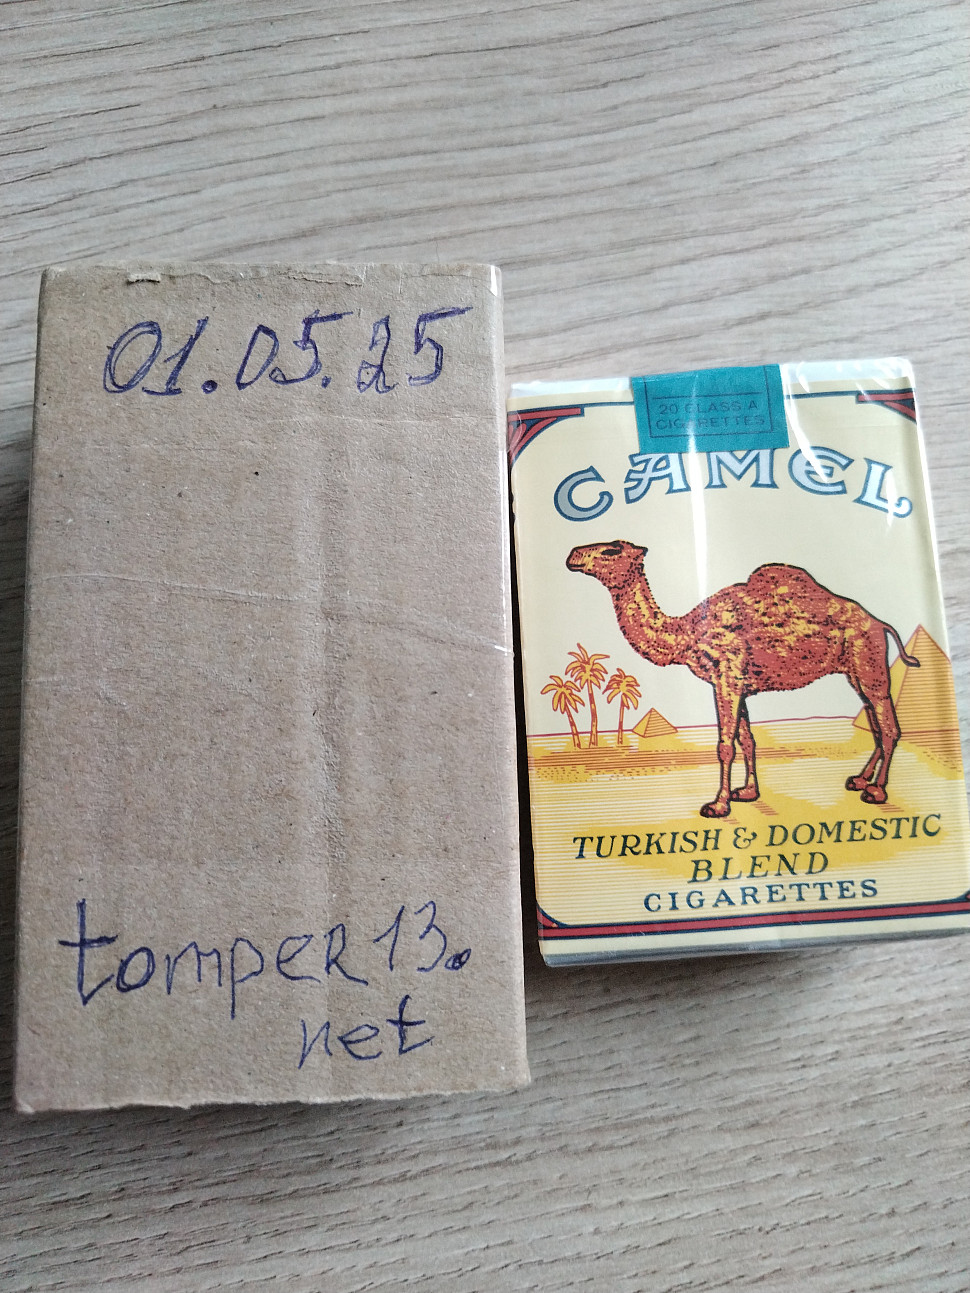 01.05.25
tomper13.
net
20 CLASS A
CIGARETTES
CAMEL
TURKISH & DOMESTIC
BLEND
CIGARETTES